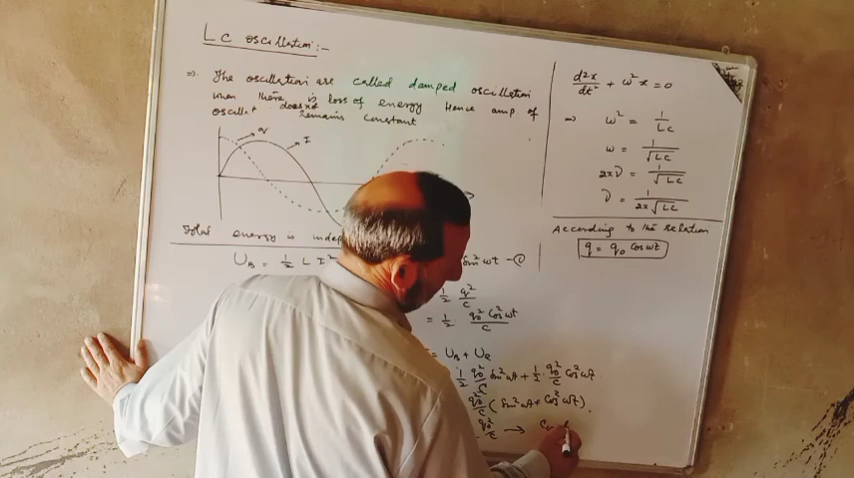 LC oscillation:-
⇒ The oscillation are called damped oscillation
when there is loss of energy Hence amp of
oscillat does not remains constant
q I
Total energy is indep
U_B = 1/2 L I²
sin² ωt -
1/2 q²/C
= 1/2 q₀² Cos² ωt/C
= U_B + U_E
1/2 q₀²/C sin² ωt + 1/2 q₀²/C Cos² ωt
q₀²/C (sin² ωt + Cos² ωt).
q₀²/C →
d²x/dt² + ω²x = 0
⇒ ω² = 1/LC
ω = 1/√LC
2πν = 1/√LC
ν = 1/2π√LC
According to the relation
q = q₀ Cos ωt